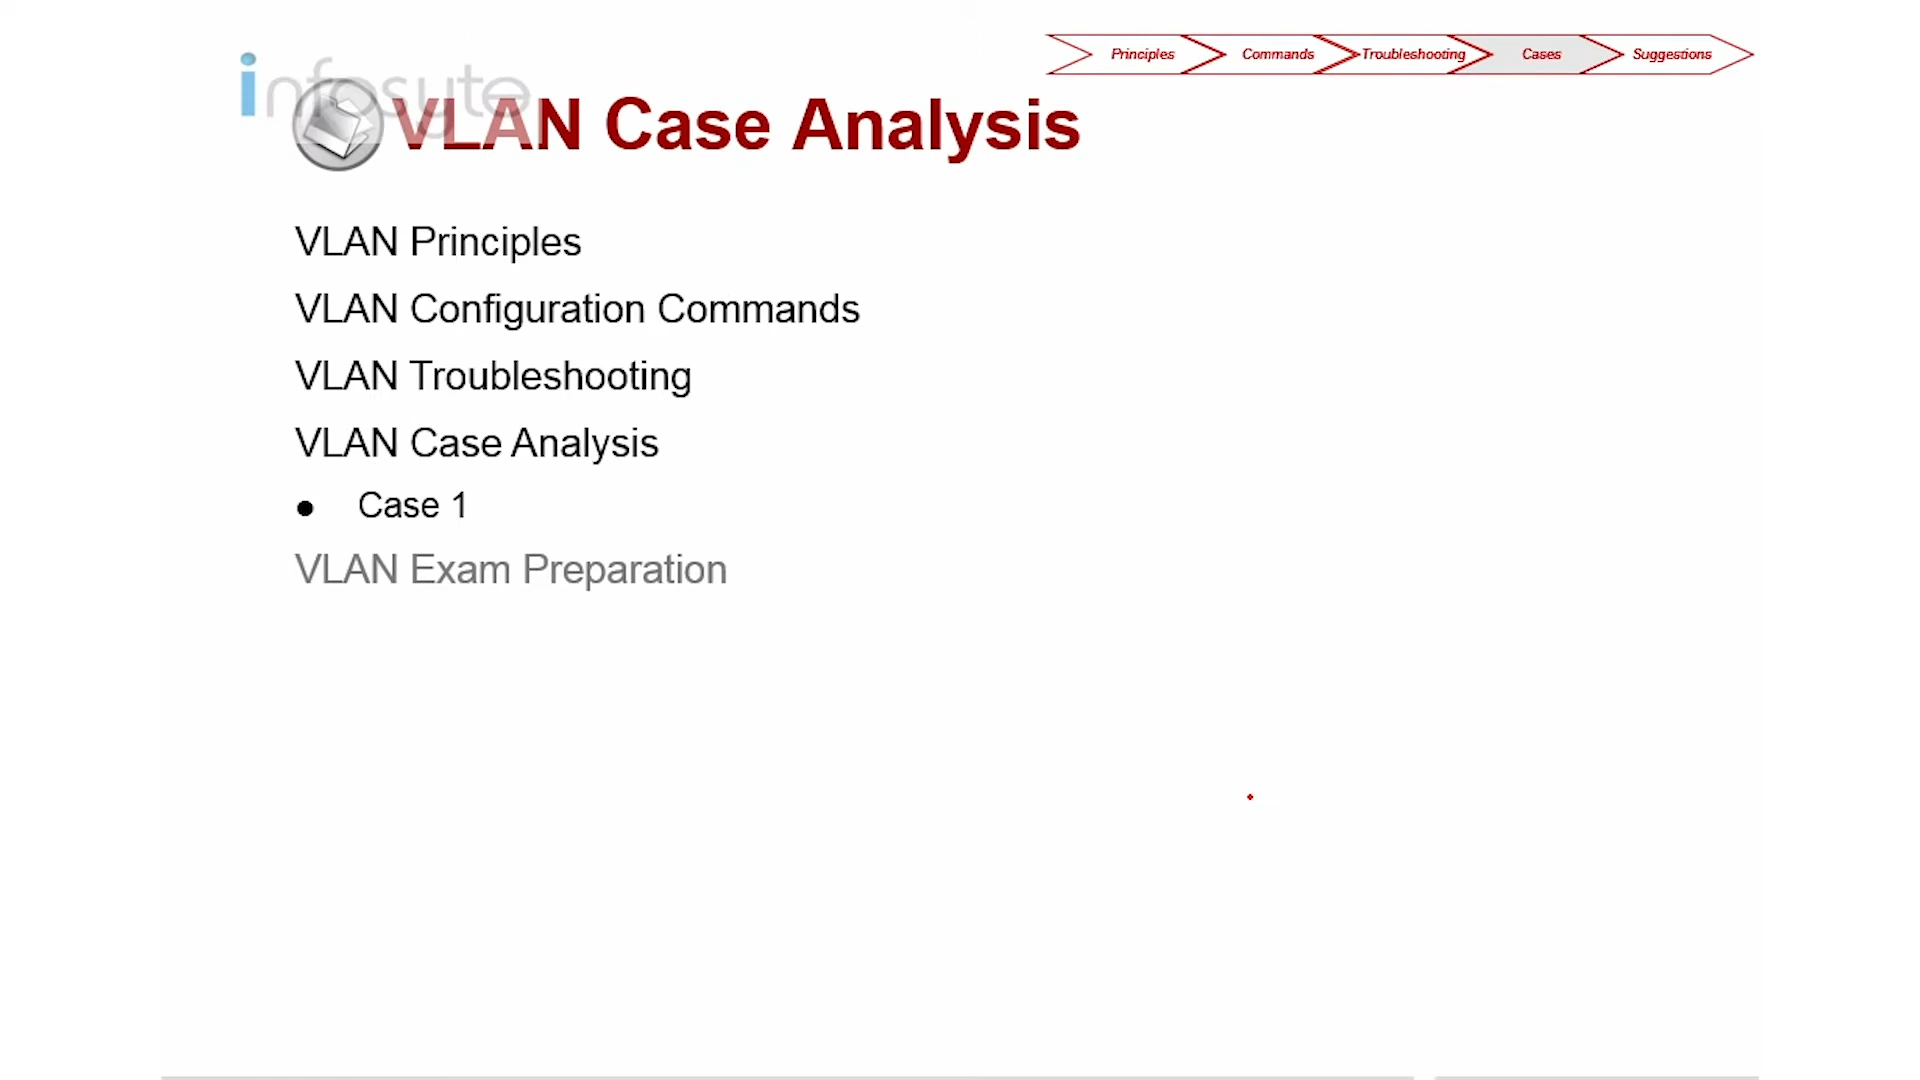 Principles Commands Troubleshooting Cases Suggestions
infosyte
VLAN Case Analysis
VLAN Principles
VLAN Configuration Commands
VLAN Troubleshooting
VLAN Case Analysis
● Case 1
VLAN Exam Preparation